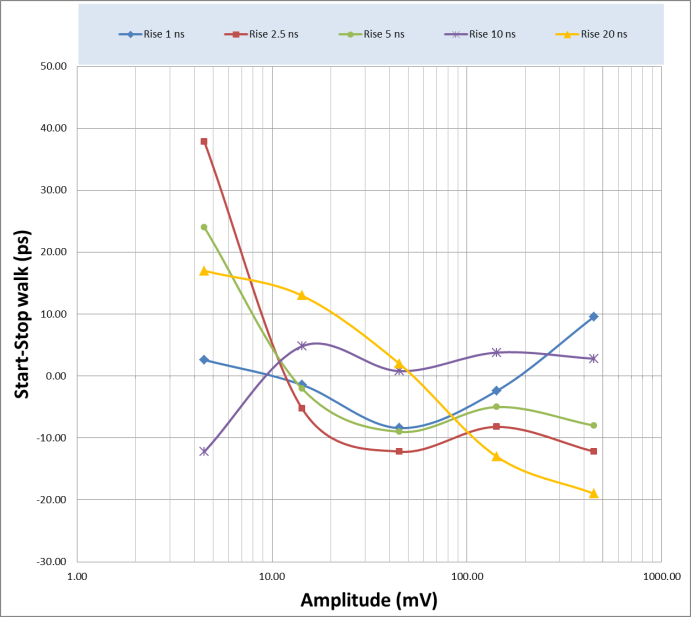 Rise 1 ns Rise 2.5 ns Rise 5 ns Rise 10 ns Rise 20 ns
50.00
40.00
30.00
20.00
10.00
0.00
-10.00
-20.00
-30.00
Start-Stop walk (ps)
1.00 10.00 100.00 1000.00
Amplitude (mV)